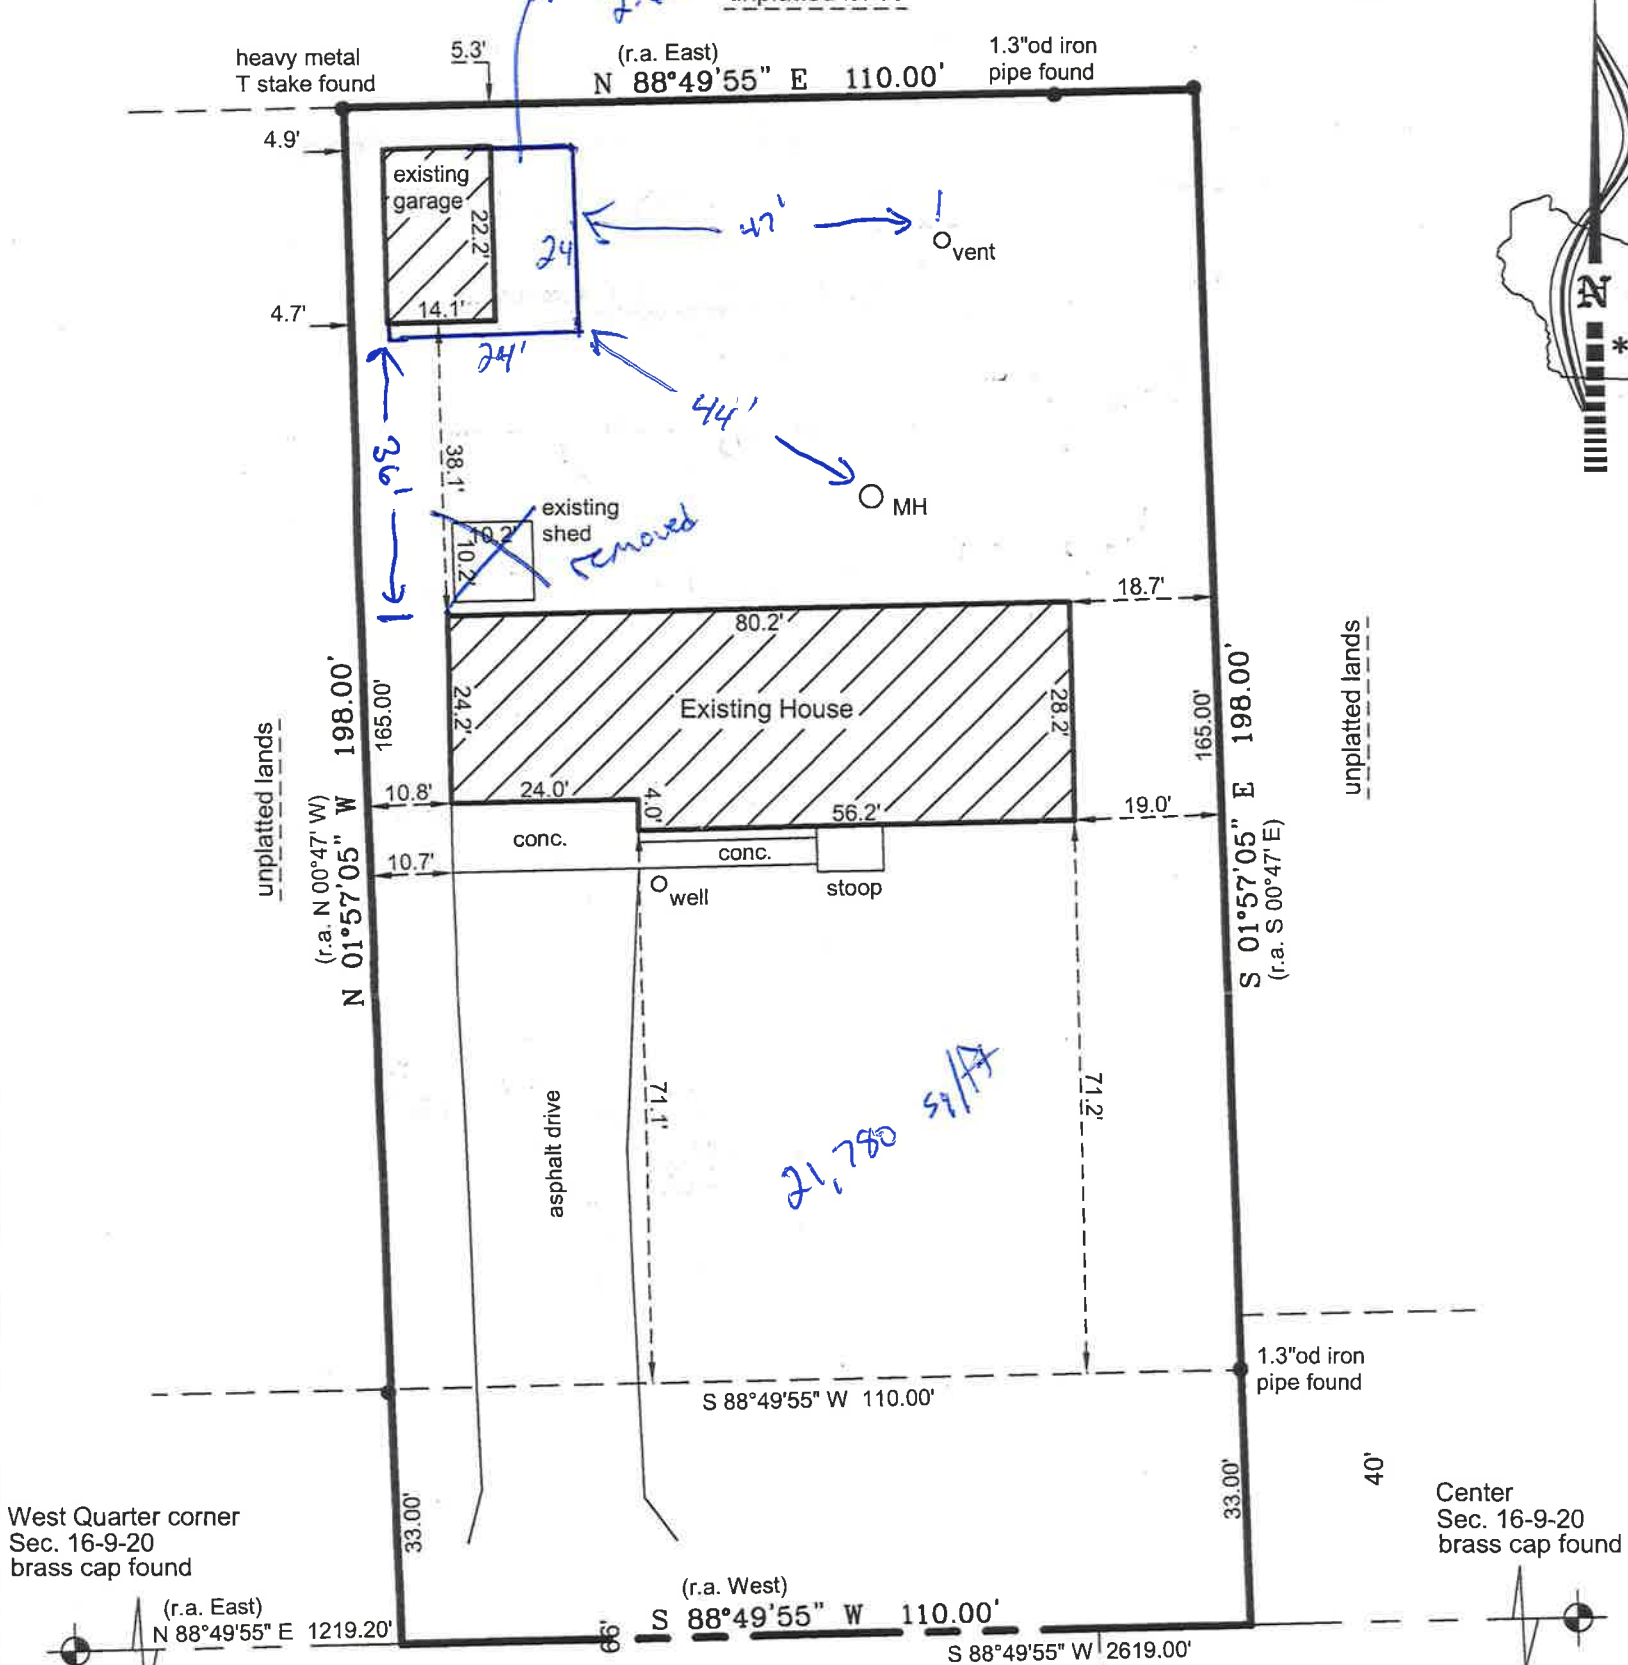 heavy metal
T stake found
5.3'
(r.a. East)
N 88°49'55" E 110.00'
1.3"od iron
pipe found
4.9'
existing
garage
22.2'
24
47'
vent
14.1'
4.7'
24'
N
*
44'
36'
38.1'
MH
existing
shed
10.2'
10.2'
removed
18.7'
80.2'
unplatted lands
N 01°57'05" W 198.00'
(r.a. N 00°47' W)
165.00'
24.2'
Existing House
28.2'
165.00'
S 01°57'05" E 198.00'
(r.a. S 00°47' E)
unplatted lands
10.8'
24.0'
4.0'
56.2'
19.0'
conc.
conc.
10.7'
well
stoop
asphalt drive
71.1'
71.2'
21,780 sq/ft
1.3"od iron
pipe found
S 88°49'55" W 110.00'
33.00'
33.00'
40'
West Quarter corner
Sec. 16-9-20
brass cap found
Center
Sec. 16-9-20
brass cap found
(r.a. East)
N 88°49'55" E 1219.20'
(r.a. West)
66'
S 88°49'55" W 110.00'
S 88°49'55" W 2619.00'